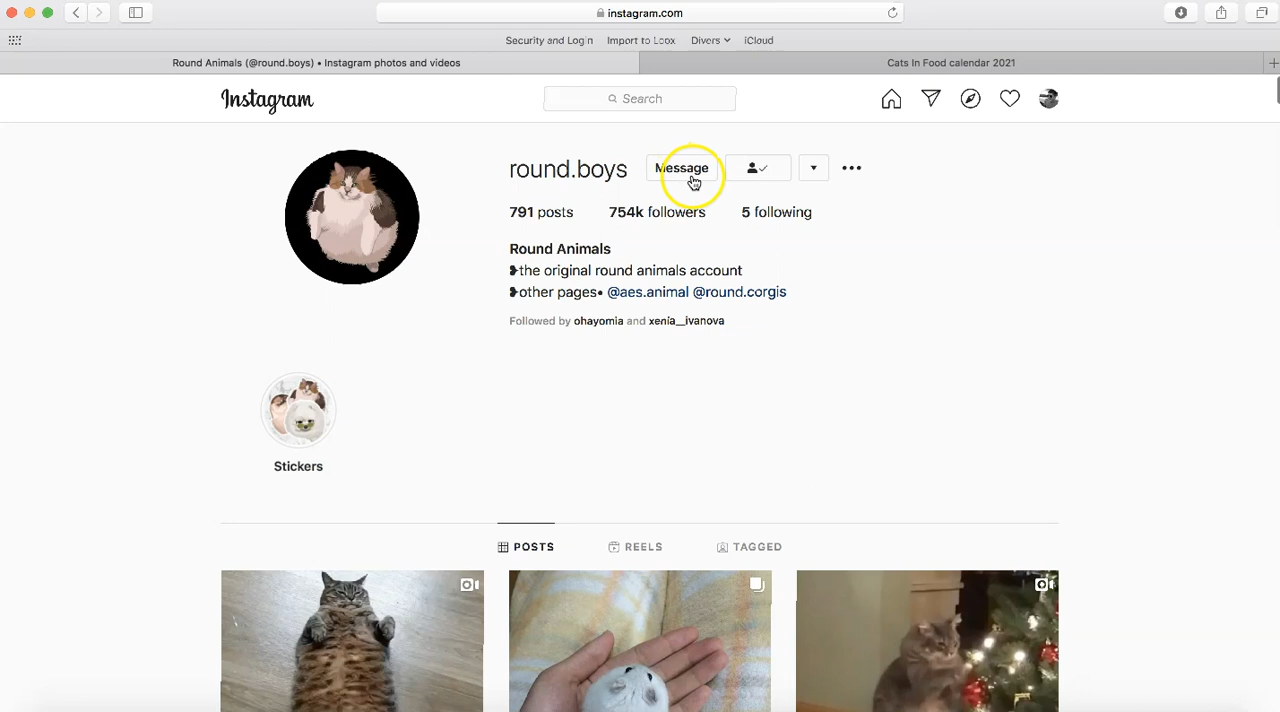 instagram.com
Security and Login Import to Loox Divers iCloud
Round Animals (@round.boys) • Instagram photos and videos
Cats In Food calendar 2021
Instagram
Search
round.boys
Message
791 posts 754k followers 5 following
Round Animals
❥the original round animals account
❥other pages• @aes.animal @round.corgis
Followed by ohayomia and xenia__ivanova
Stickers
POSTS REELS TAGGED